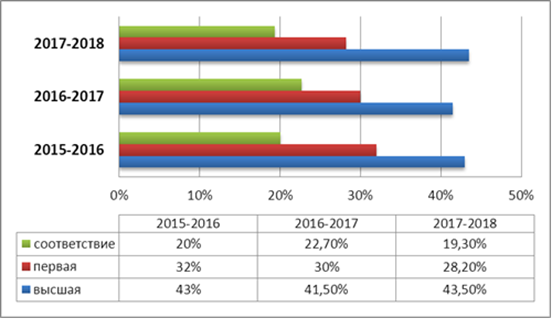 2017-2018
2016-2017
2015-2016
0% 10% 20% 30% 40% 50%
2015-2016 2016-2017 2017-2018
соответствие 20% 22,70% 19,30%
первая 32% 30% 28,20%
высшая 43% 41,50% 43,50%